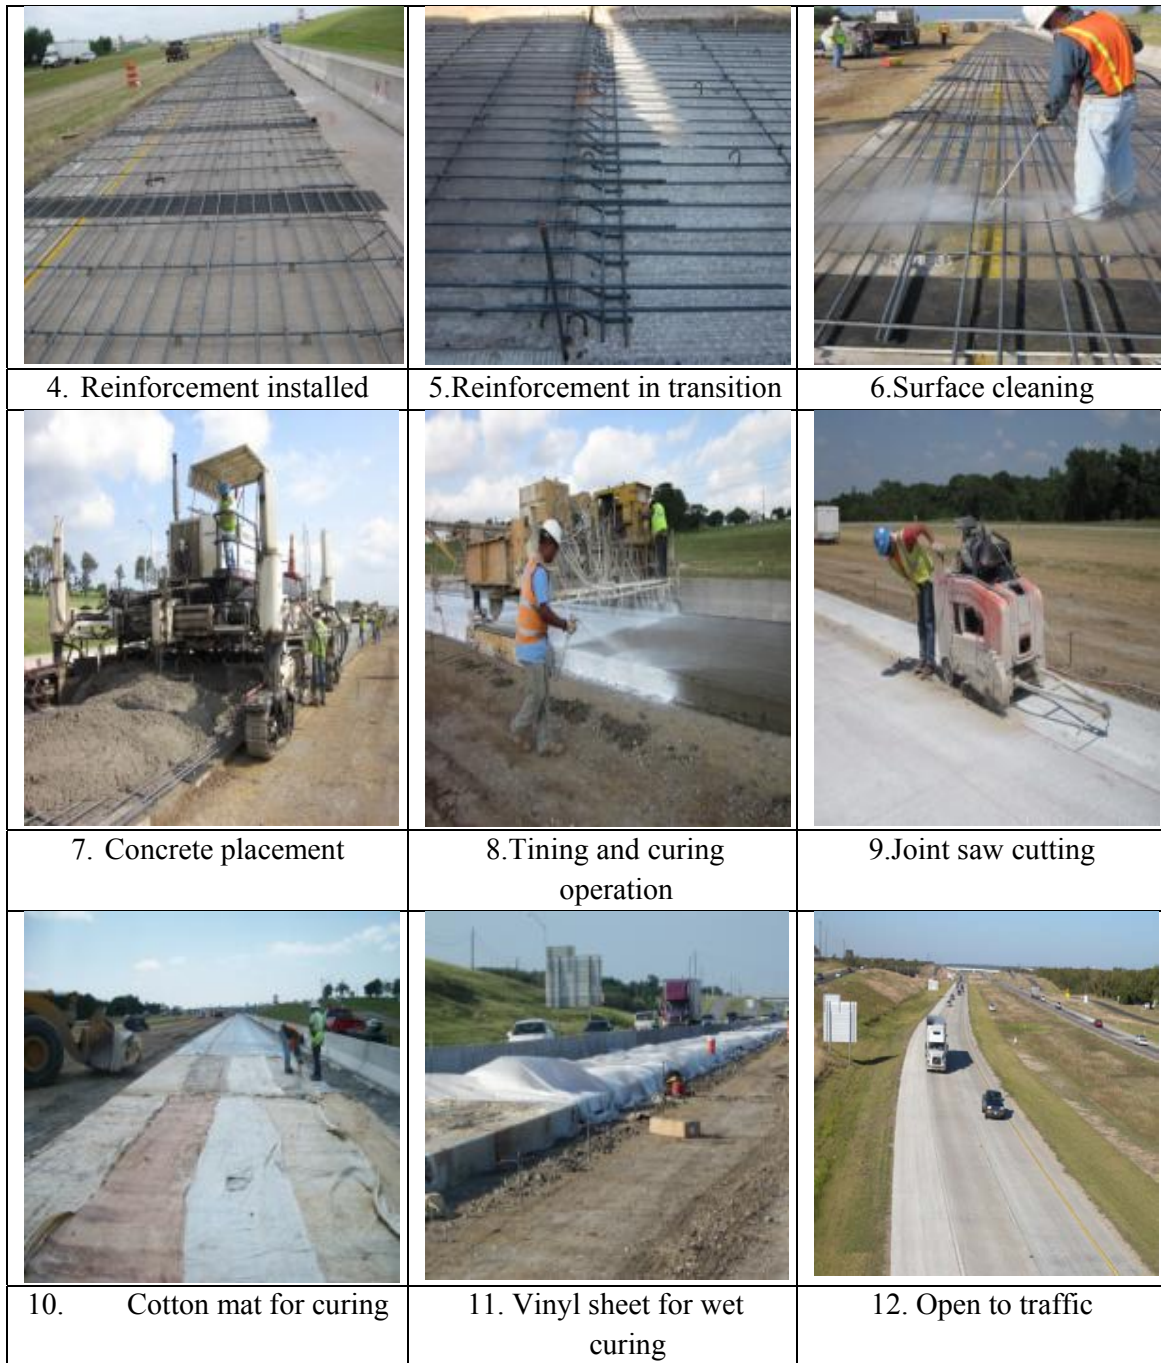 4. Reinforcement installed
5.Reinforcement in transition
6.Surface cleaning
7. Concrete placement
8.Tining and curing
operation
9.Joint saw cutting
10. Cotton mat for curing
11. Vinyl sheet for wet
curing
12. Open to traffic